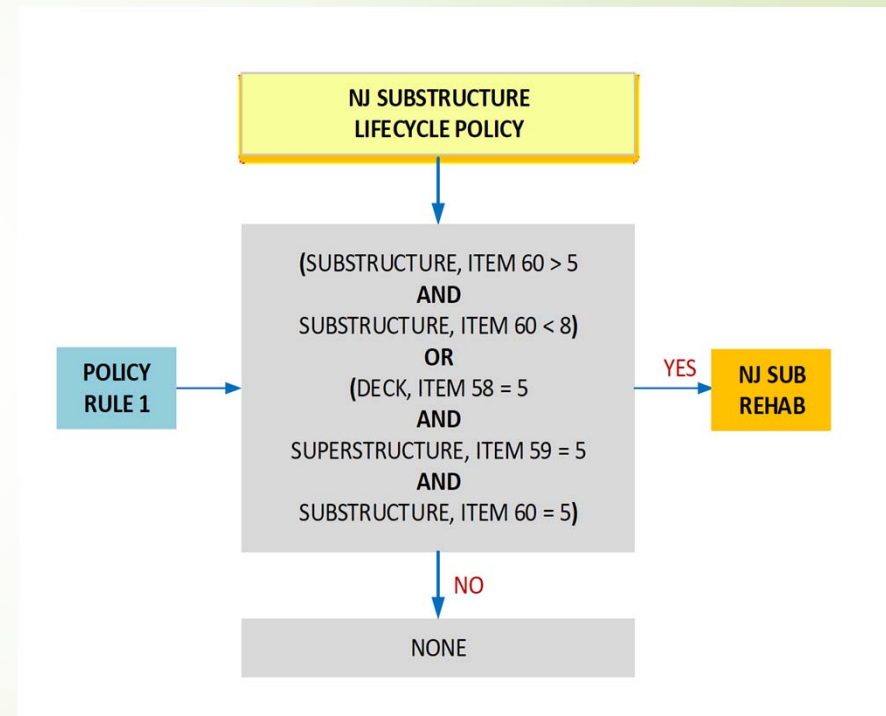 NJ SUBSTRUCTURE
LIFECYCLE POLICY
(SUBSTRUCTURE, ITEM 60 > 5
AND
SUBSTRUCTURE, ITEM 60 < 8)
OR
(DECK, ITEM 58 = 5
AND
SUPERSTRUCTURE, ITEM 59 = 5
AND
SUBSTRUCTURE, ITEM 60 = 5)
POLICY
RULE 1
YES
NJ SUB
REHAB
NO
NONE